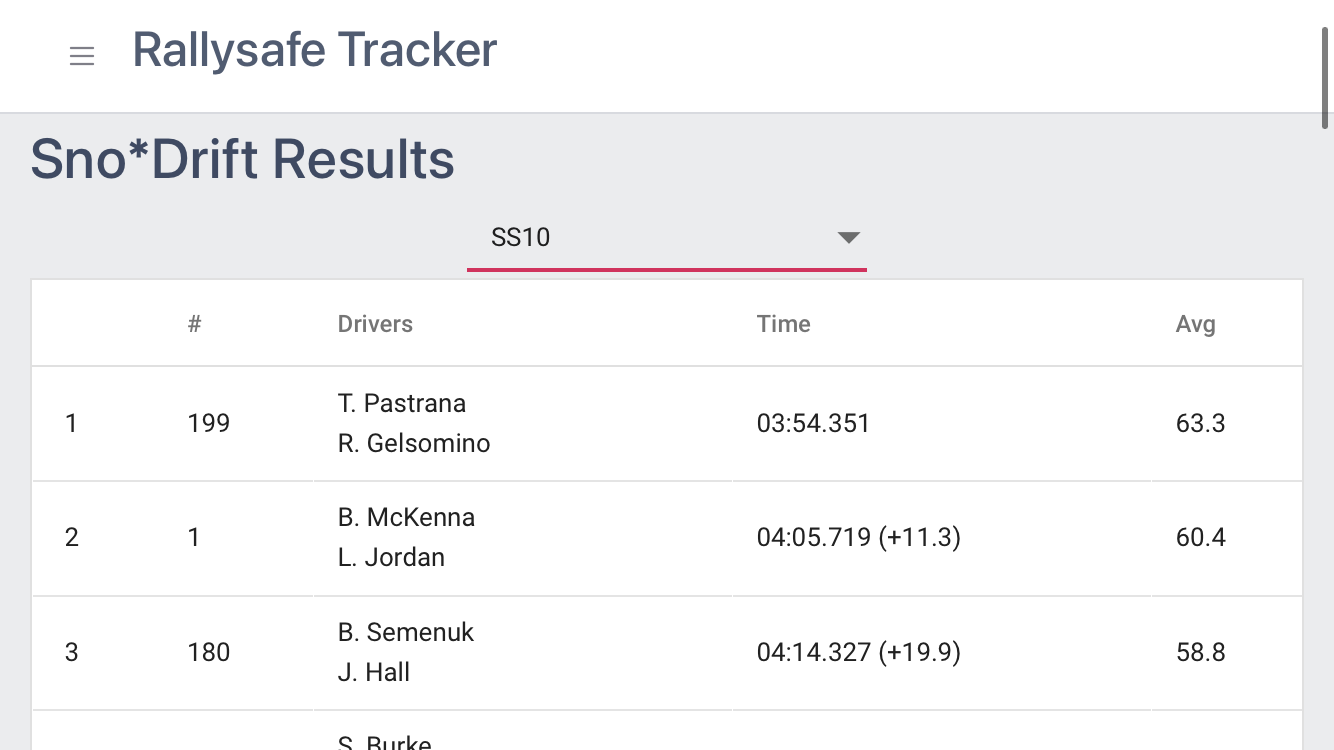 Rallysafe Tracker
Sno*Drift Results
SS10
# Drivers Time Avg
1 199 T. Pastrana 03:54.351 63.3
R. Gelsomino
2 1 B. McKenna 04:05.719 (+11.3) 60.4
L. Jordan
3 180 B. Semenuk 04:14.327 (+19.9) 58.8
J. Hall
S. Burke